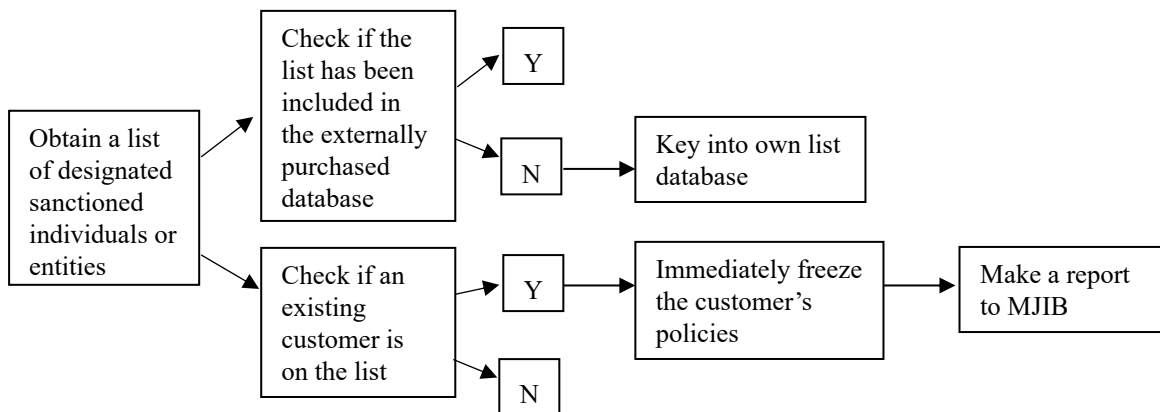 Obtain a list
of designated
sanctioned
individuals or
entities
Check if the
list has been
included in
the externally
purchased
database
Y
N
Key into own list
database
Check if an
existing
customer is
on the list
Y
N
Immediately freeze
the customer’s
policies
Make a report
to MJIB